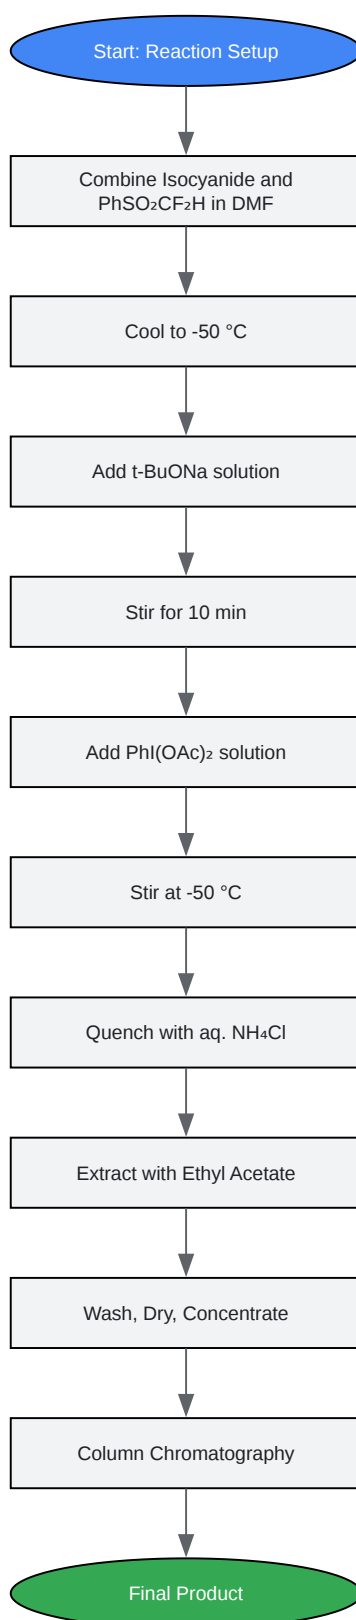 Start: Reaction Setup
Combine Isocyanide and
PhSO₂CF₂H in DMF
Cool to -50 °C
Add t-BuONa solution
Stir for 10 min
Add PhI(OAc)₂ solution
Stir at -50 °C
Quench with aq. NH₄Cl
Extract with Ethyl Acetate
Wash, Dry, Concentrate
Column Chromatography
Final Product